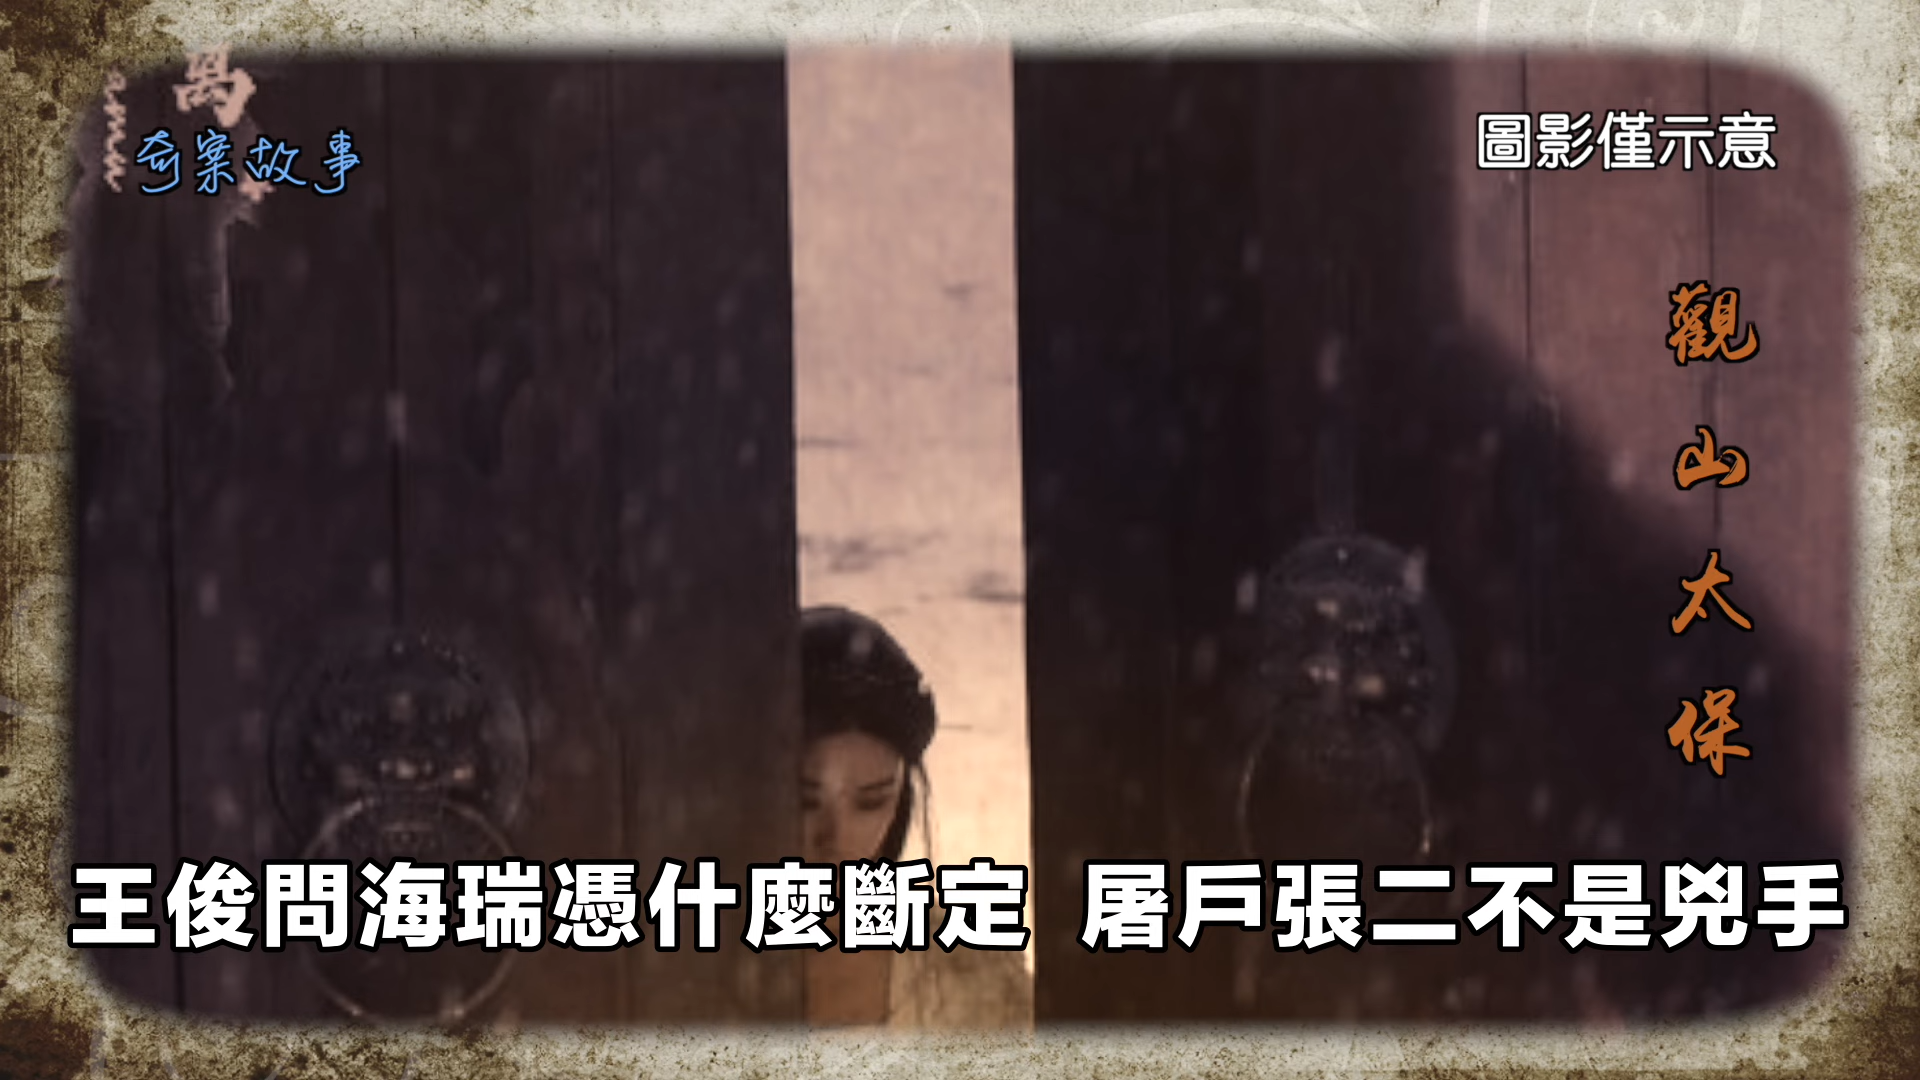 萬
奇案故事
圖影僅示意
觀山太保
王俊問海瑞憑什麼斷定 屠戶張二不是兇手